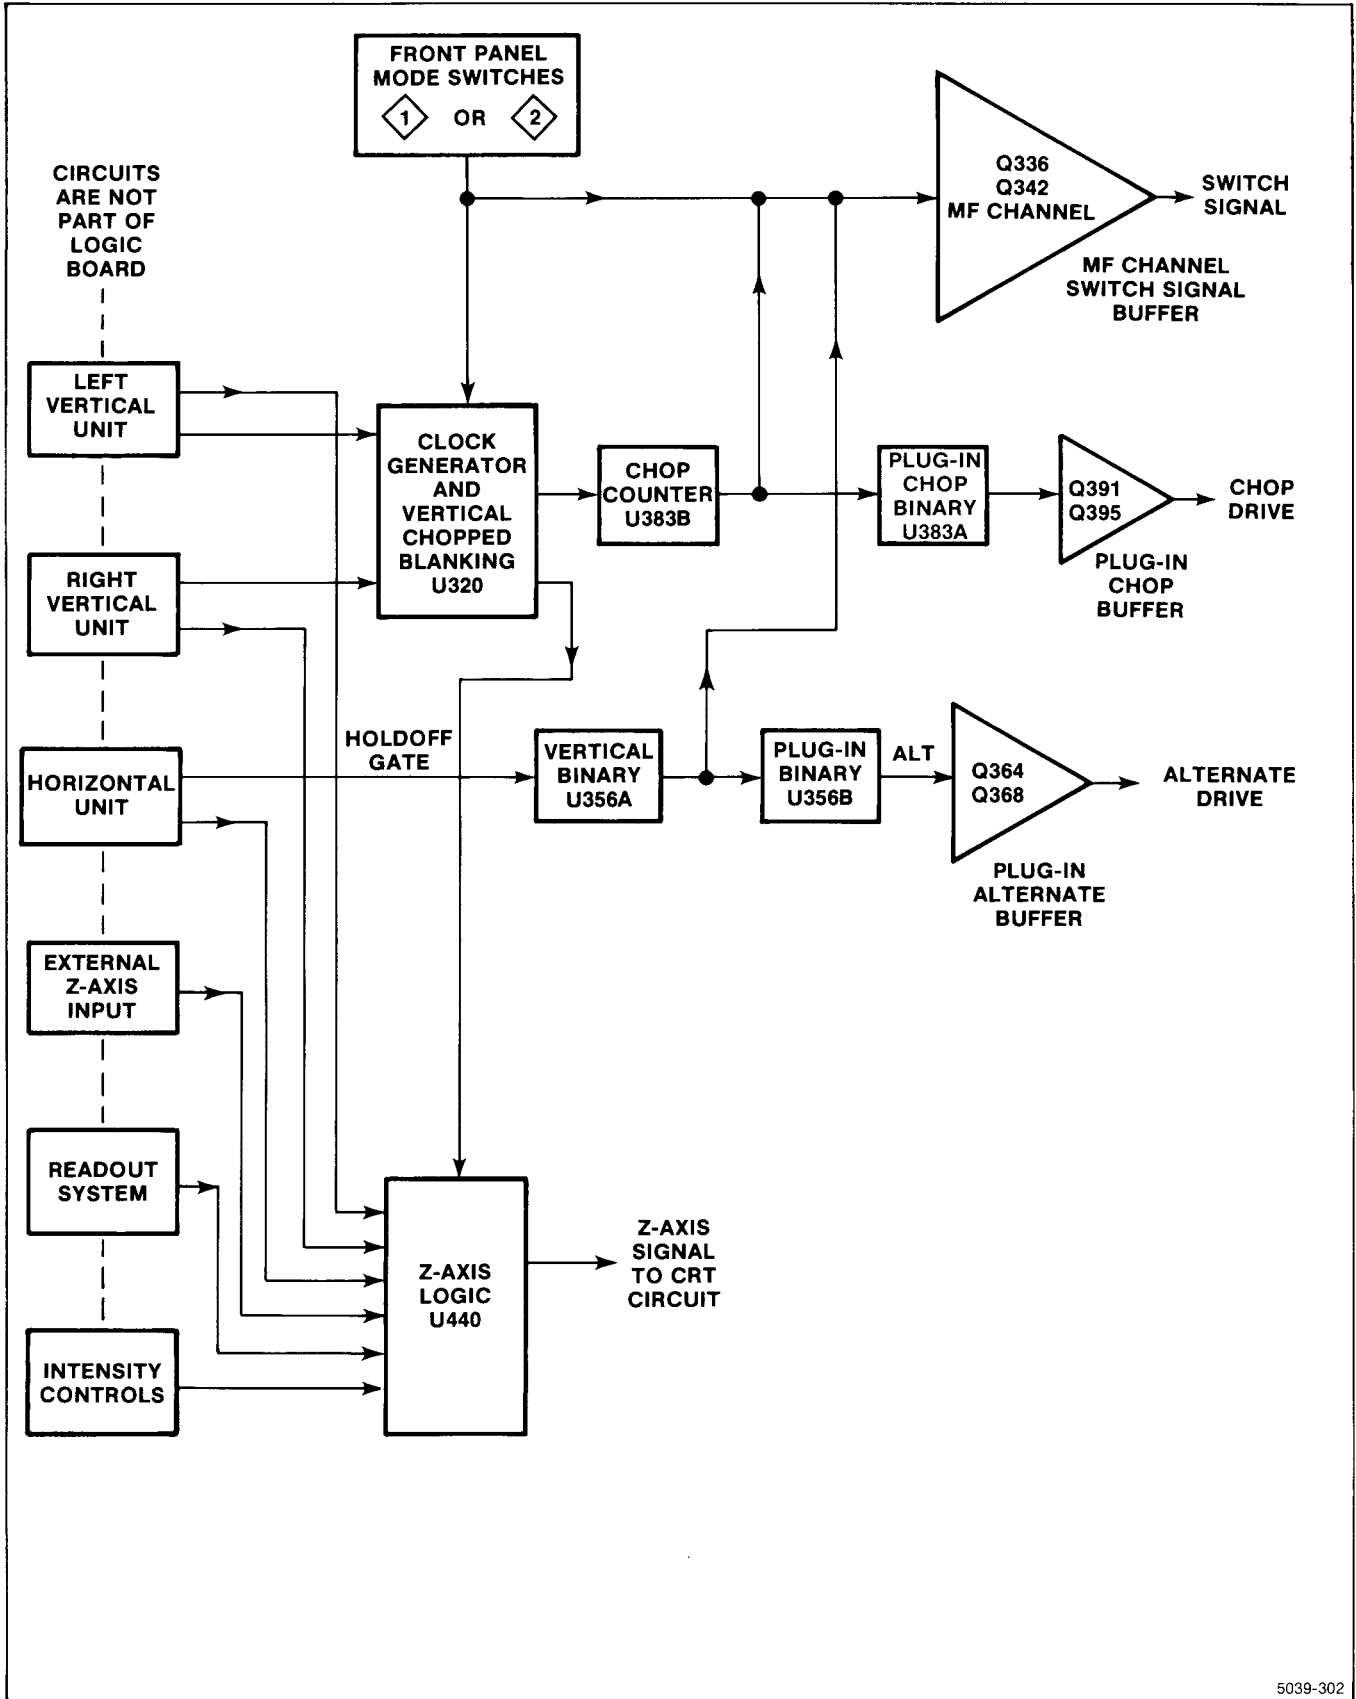 FRONT PANEL
MODE SWITCHES
1 OR 2
CIRCUITS
ARE NOT
PART OF
LOGIC
BOARD
Q336
Q342
MF CHANNEL
SWITCH
SIGNAL
MF CHANNEL
SWITCH SIGNAL
BUFFER
LEFT
VERTICAL
UNIT
CLOCK
GENERATOR
AND
VERTICAL
CHOPPED
BLANKING
U320
CHOP
COUNTER
U383B
PLUG-IN
CHOP
BINARY
U383A
Q391
Q395
CHOP
DRIVE
PLUG-IN
CHOP
BUFFER
RIGHT
VERTICAL
UNIT
HORIZONTAL
UNIT
HOLDOFF
GATE
VERTICAL
BINARY
U356A
PLUG-IN
BINARY
U356B
ALT
Q364
Q368
ALTERNATE
DRIVE
PLUG-IN
ALTERNATE
BUFFER
EXTERNAL
Z-AXIS
INPUT
READOUT
SYSTEM
INTENSITY
CONTROLS
Z-AXIS
LOGIC
U440
Z-AXIS
SIGNAL
TO CRT
CIRCUIT
5039-302